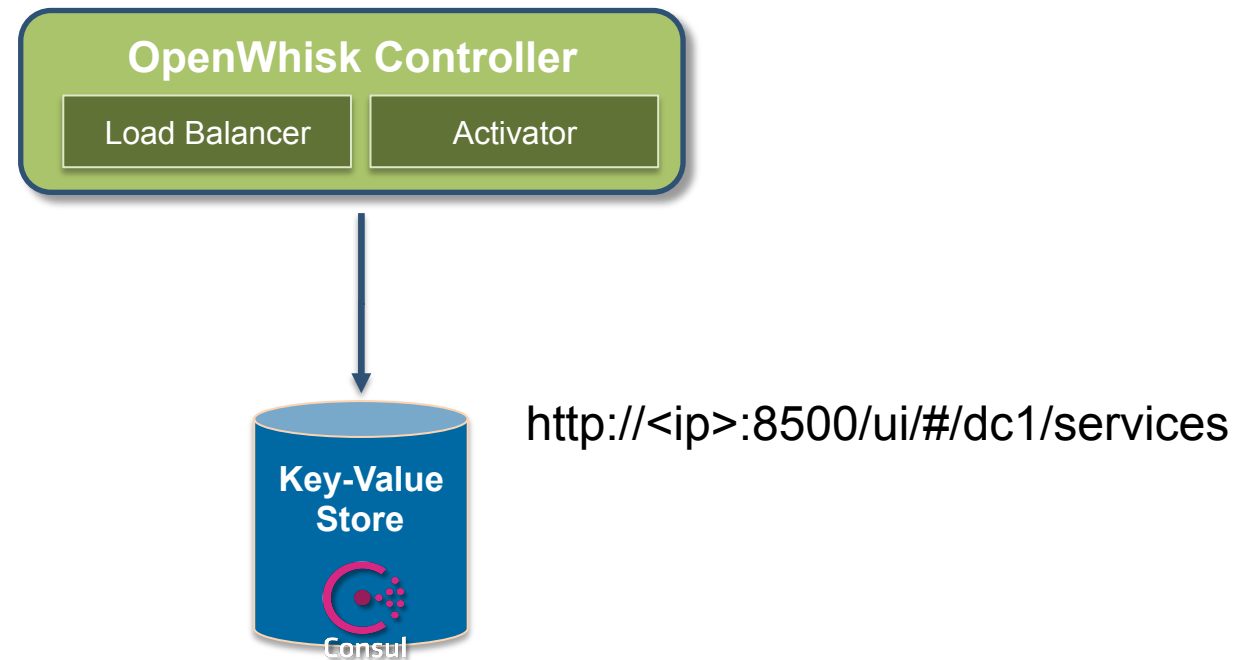 OpenWhisk Controller
Load Balancer
Activator
http://<ip>:8500/ui/#/dc1/services
Key-Value
Store
Consul